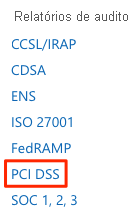 Relatórios de audito
CCSL/IRAP
CDSA
ENS
ISO 27001
FedRAMP
PCI DSS
SOC 1, 2, 3